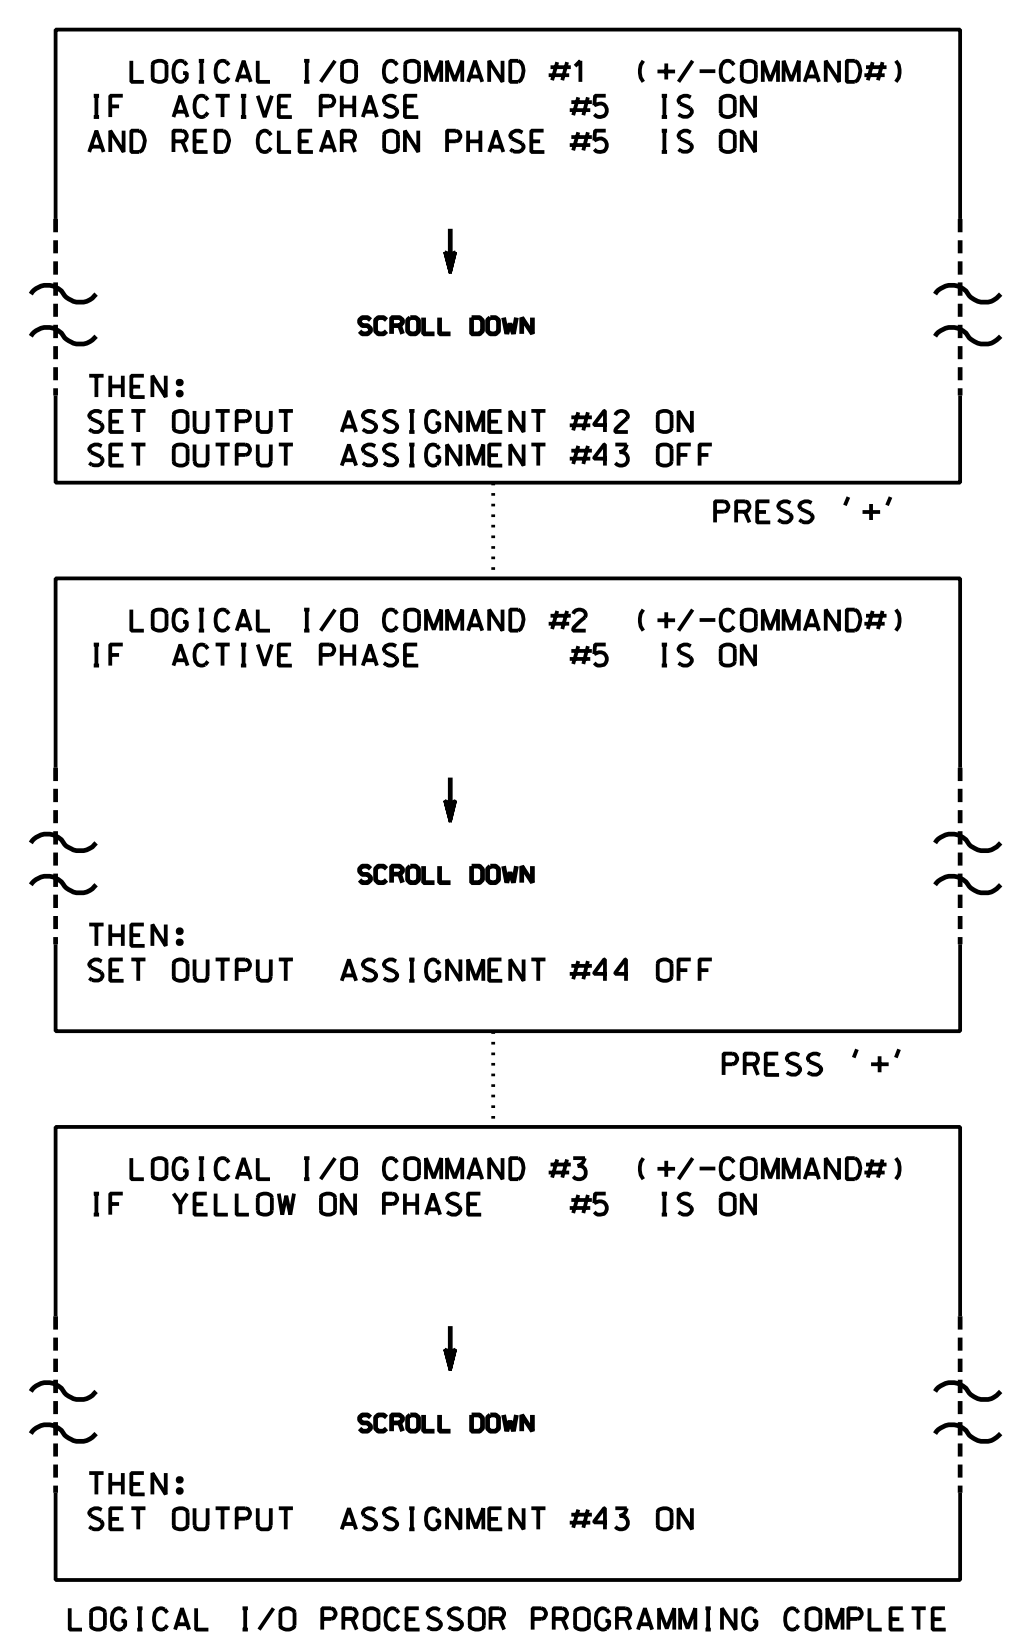 LOGICAL I/O COMMAND #1 (+/-COMMAND#)
IF ACTIVE PHASE #5 IS ON
AND RED CLEAR ON PHASE #5 IS ON
SCROLL DOWN
THEN:
SET OUTPUT ASSIGNMENT #42 ON
SET OUTPUT ASSIGNMENT #43 OFF
PRESS '+'
LOGICAL I/O COMMAND #2 (+/-COMMAND#)
IF ACTIVE PHASE #5 IS ON
SCROLL DOWN
THEN:
SET OUTPUT ASSIGNMENT #44 OFF
PRESS '+'
LOGICAL I/O COMMAND #3 (+/-COMMAND#)
IF YELLOW ON PHASE #5 IS ON
SCROLL DOWN
THEN:
SET OUTPUT ASSIGNMENT #43 ON
LOGICAL I/O PROCESSOR PROGRAMMING COMPLETE